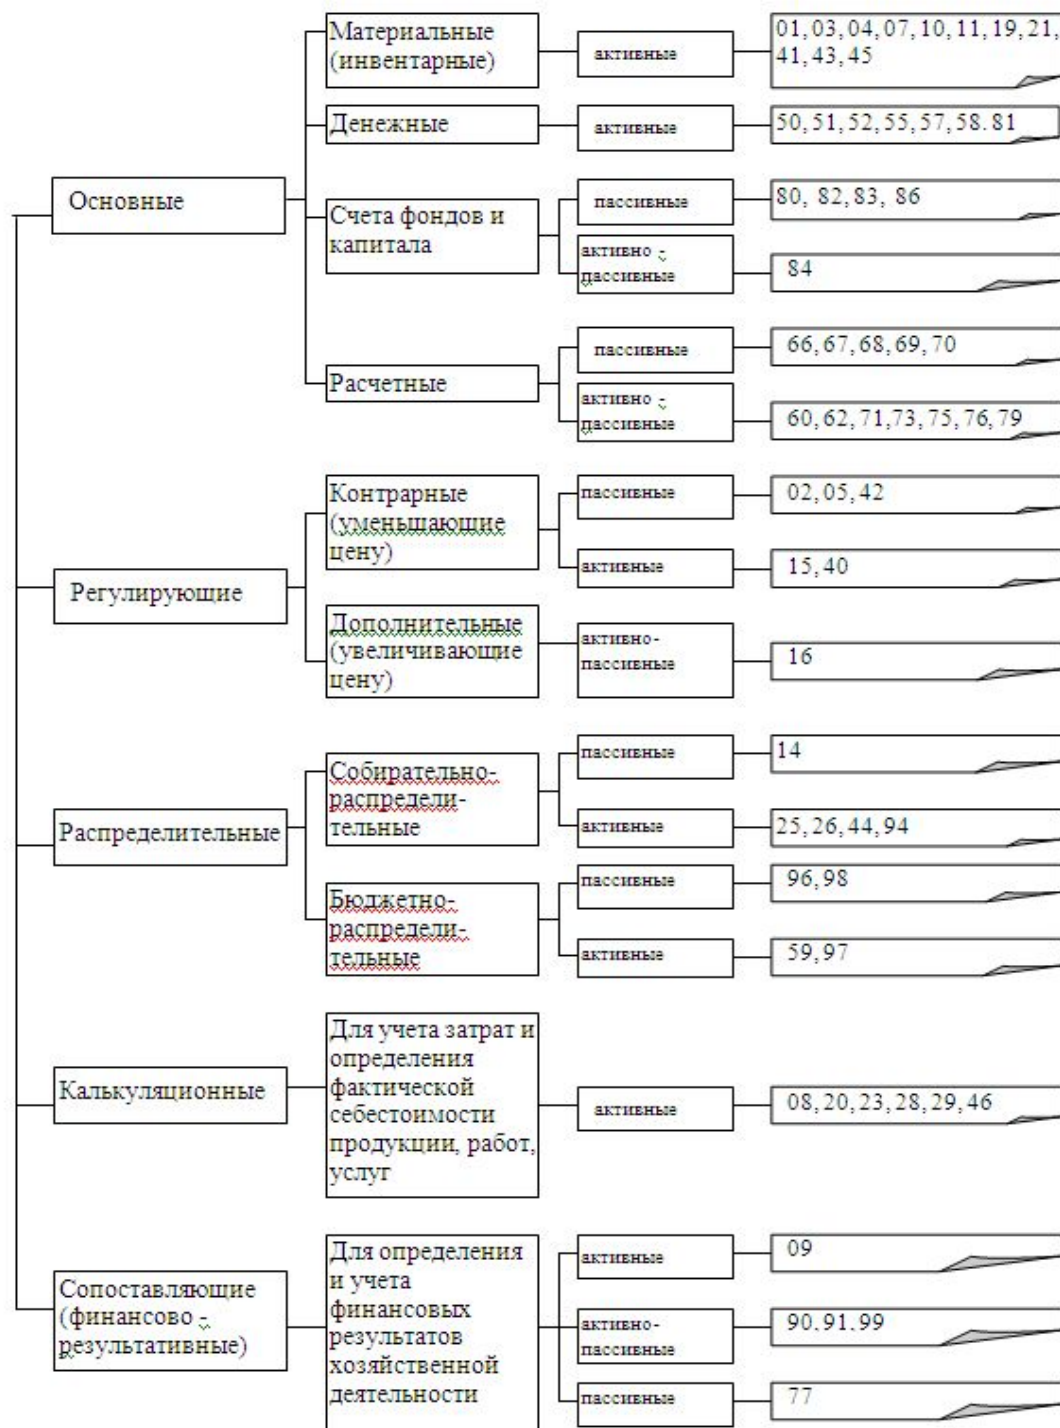 Основные
Материальные
(инвентарные)
активные
01,03,04,07,10,11,19,21,
41,43,45
Денежные
активные
50,51,52,55,57,58.81
Счета фондов и
капитала
пассивные
80, 82,83, 86
активно -
пассивные
84
Расчетные
пассивные
66,67,68,69,70
активно -
пассивные
60,62,71,73,75,76,79
Регулирующие
Контрарные
(уменьшающие
цену)
пассивные
02,05,42
активные
15,40
Дополнительные
(увеличивающие
цену)
активно-
пассивные
16
Распределительные
Собирательно-
распредели-
тельные
пассивные
14
активные
25,26,44,94
Бюджетно-
распредели-
тельные
пассивные
96,98
активные
59,97
Калькуляционные
Для учета затрат и
определения
фактической
себестоимости
продукции, работ,
услуг
активные
08,20,23,28,29,46
Сопоставляющие
(финансово -
результативные)
Для определения
и учета
финансовых
результатов
хозяйственной
деятельности
активные
09
активно-
пассивные
90.91.99
пассивные
77